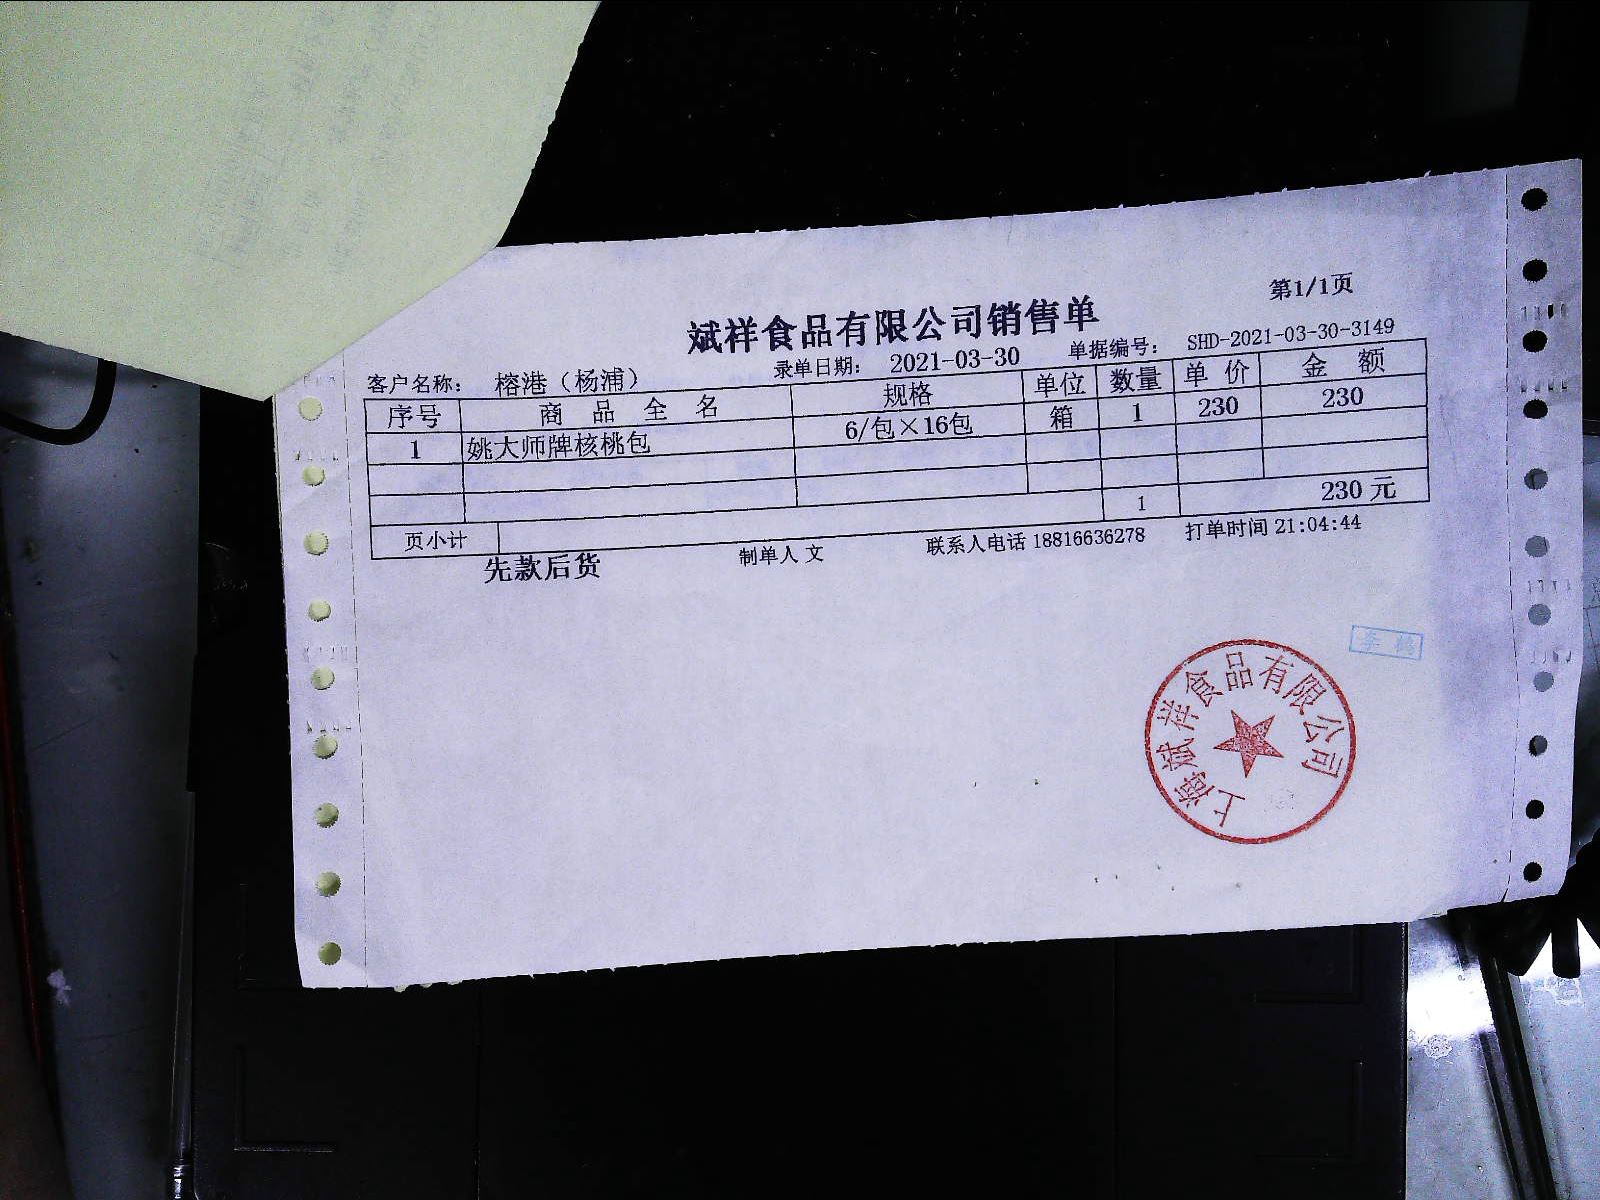 第1/1页
斌祥食品有限公司销售单
客户名称： 榕港（杨浦） 录单日期： 2021-03-30 单据编号： SHD-2021-03-30-3149
序号 商 品 全 名 规格 单位 数量 单 价 金 额
1 姚大师牌核桃包 6/包×16包 箱 1 230 230
页小计 1 230 元
先款后货 制单人 文 联系人电话 18816636278 打单时间 21:04:44
上海斌祥食品有限公司